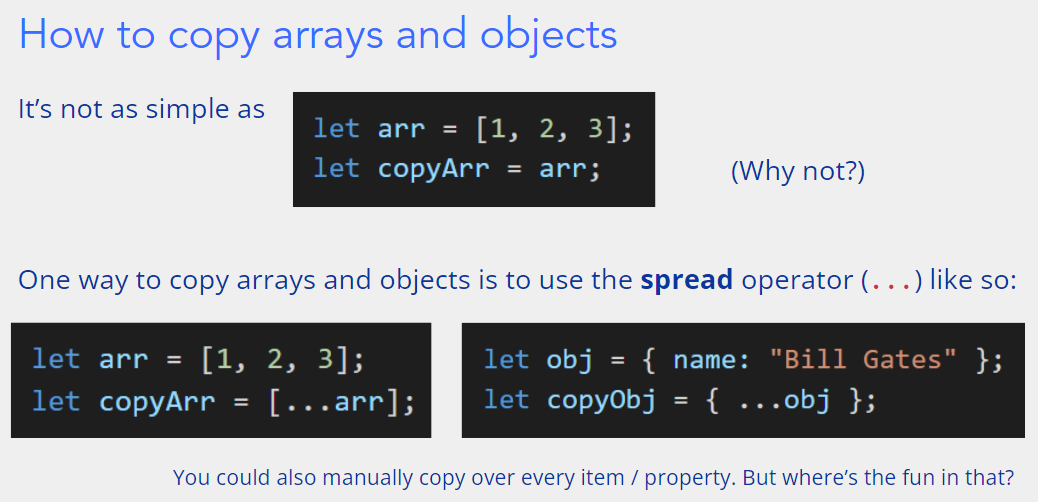 How to copy arrays and objects
It's not as simple as
let arr = [1, 2, 3];
let copyArr = arr;
(Why not?)
One way to copy arrays and objects is to use the spread operator (...) like so:
let arr = [1, 2, 3];
let copyArr = [...arr];
let obj = { name: "Bill Gates" };
let copyObj = { ...obj };
You could also manually copy over every item / property. But where's the fun in that?